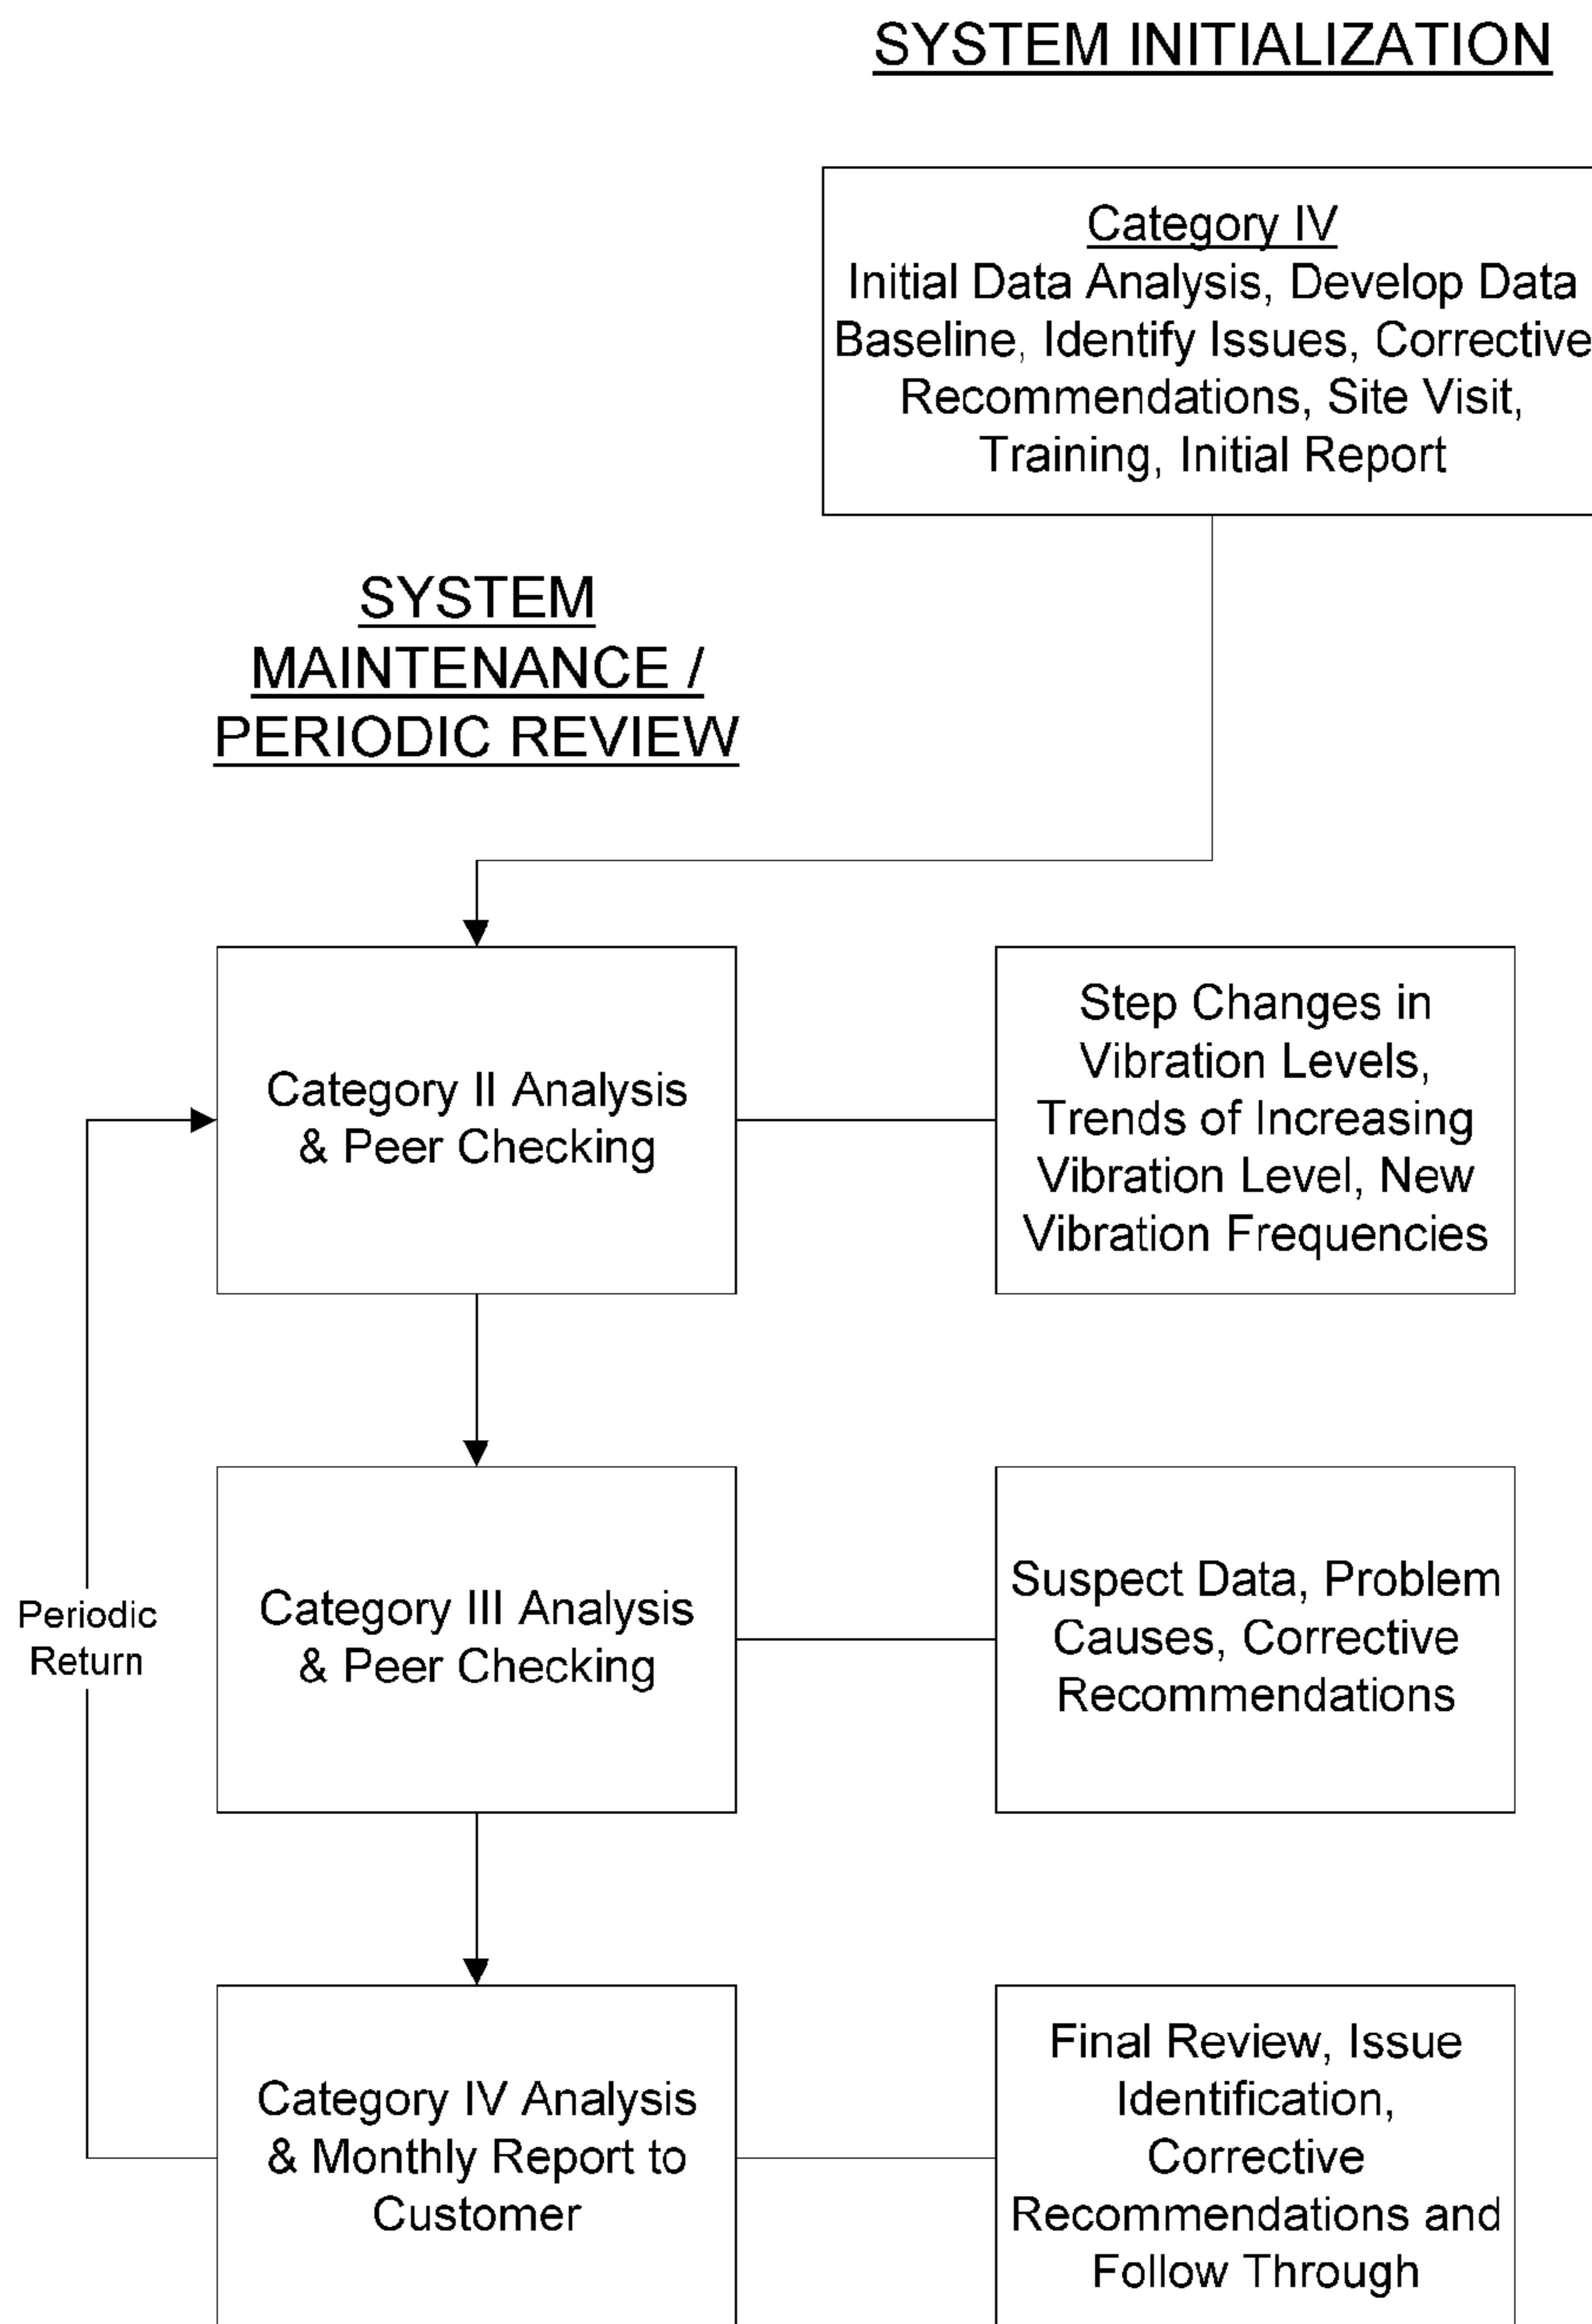 SYSTEM INITIALIZATION
Category IV
Initial Data Analysis, Develop Data
Baseline, Identify Issues, Corrective
Recommendations, Site Visit,
Training, Initial Report
SYSTEM
MAINTENANCE /
PERIODIC REVIEW
Category II Analysis
& Peer Checking
Step Changes in
Vibration Levels,
Trends of Increasing
Vibration Level, New
Vibration Frequencies
Periodic
Return
Category III Analysis
& Peer Checking
Suspect Data, Problem
Causes, Corrective
Recommendations
Category IV Analysis
& Monthly Report to
Customer
Final Review, Issue
Identification,
Corrective
Recommendations and
Follow Through